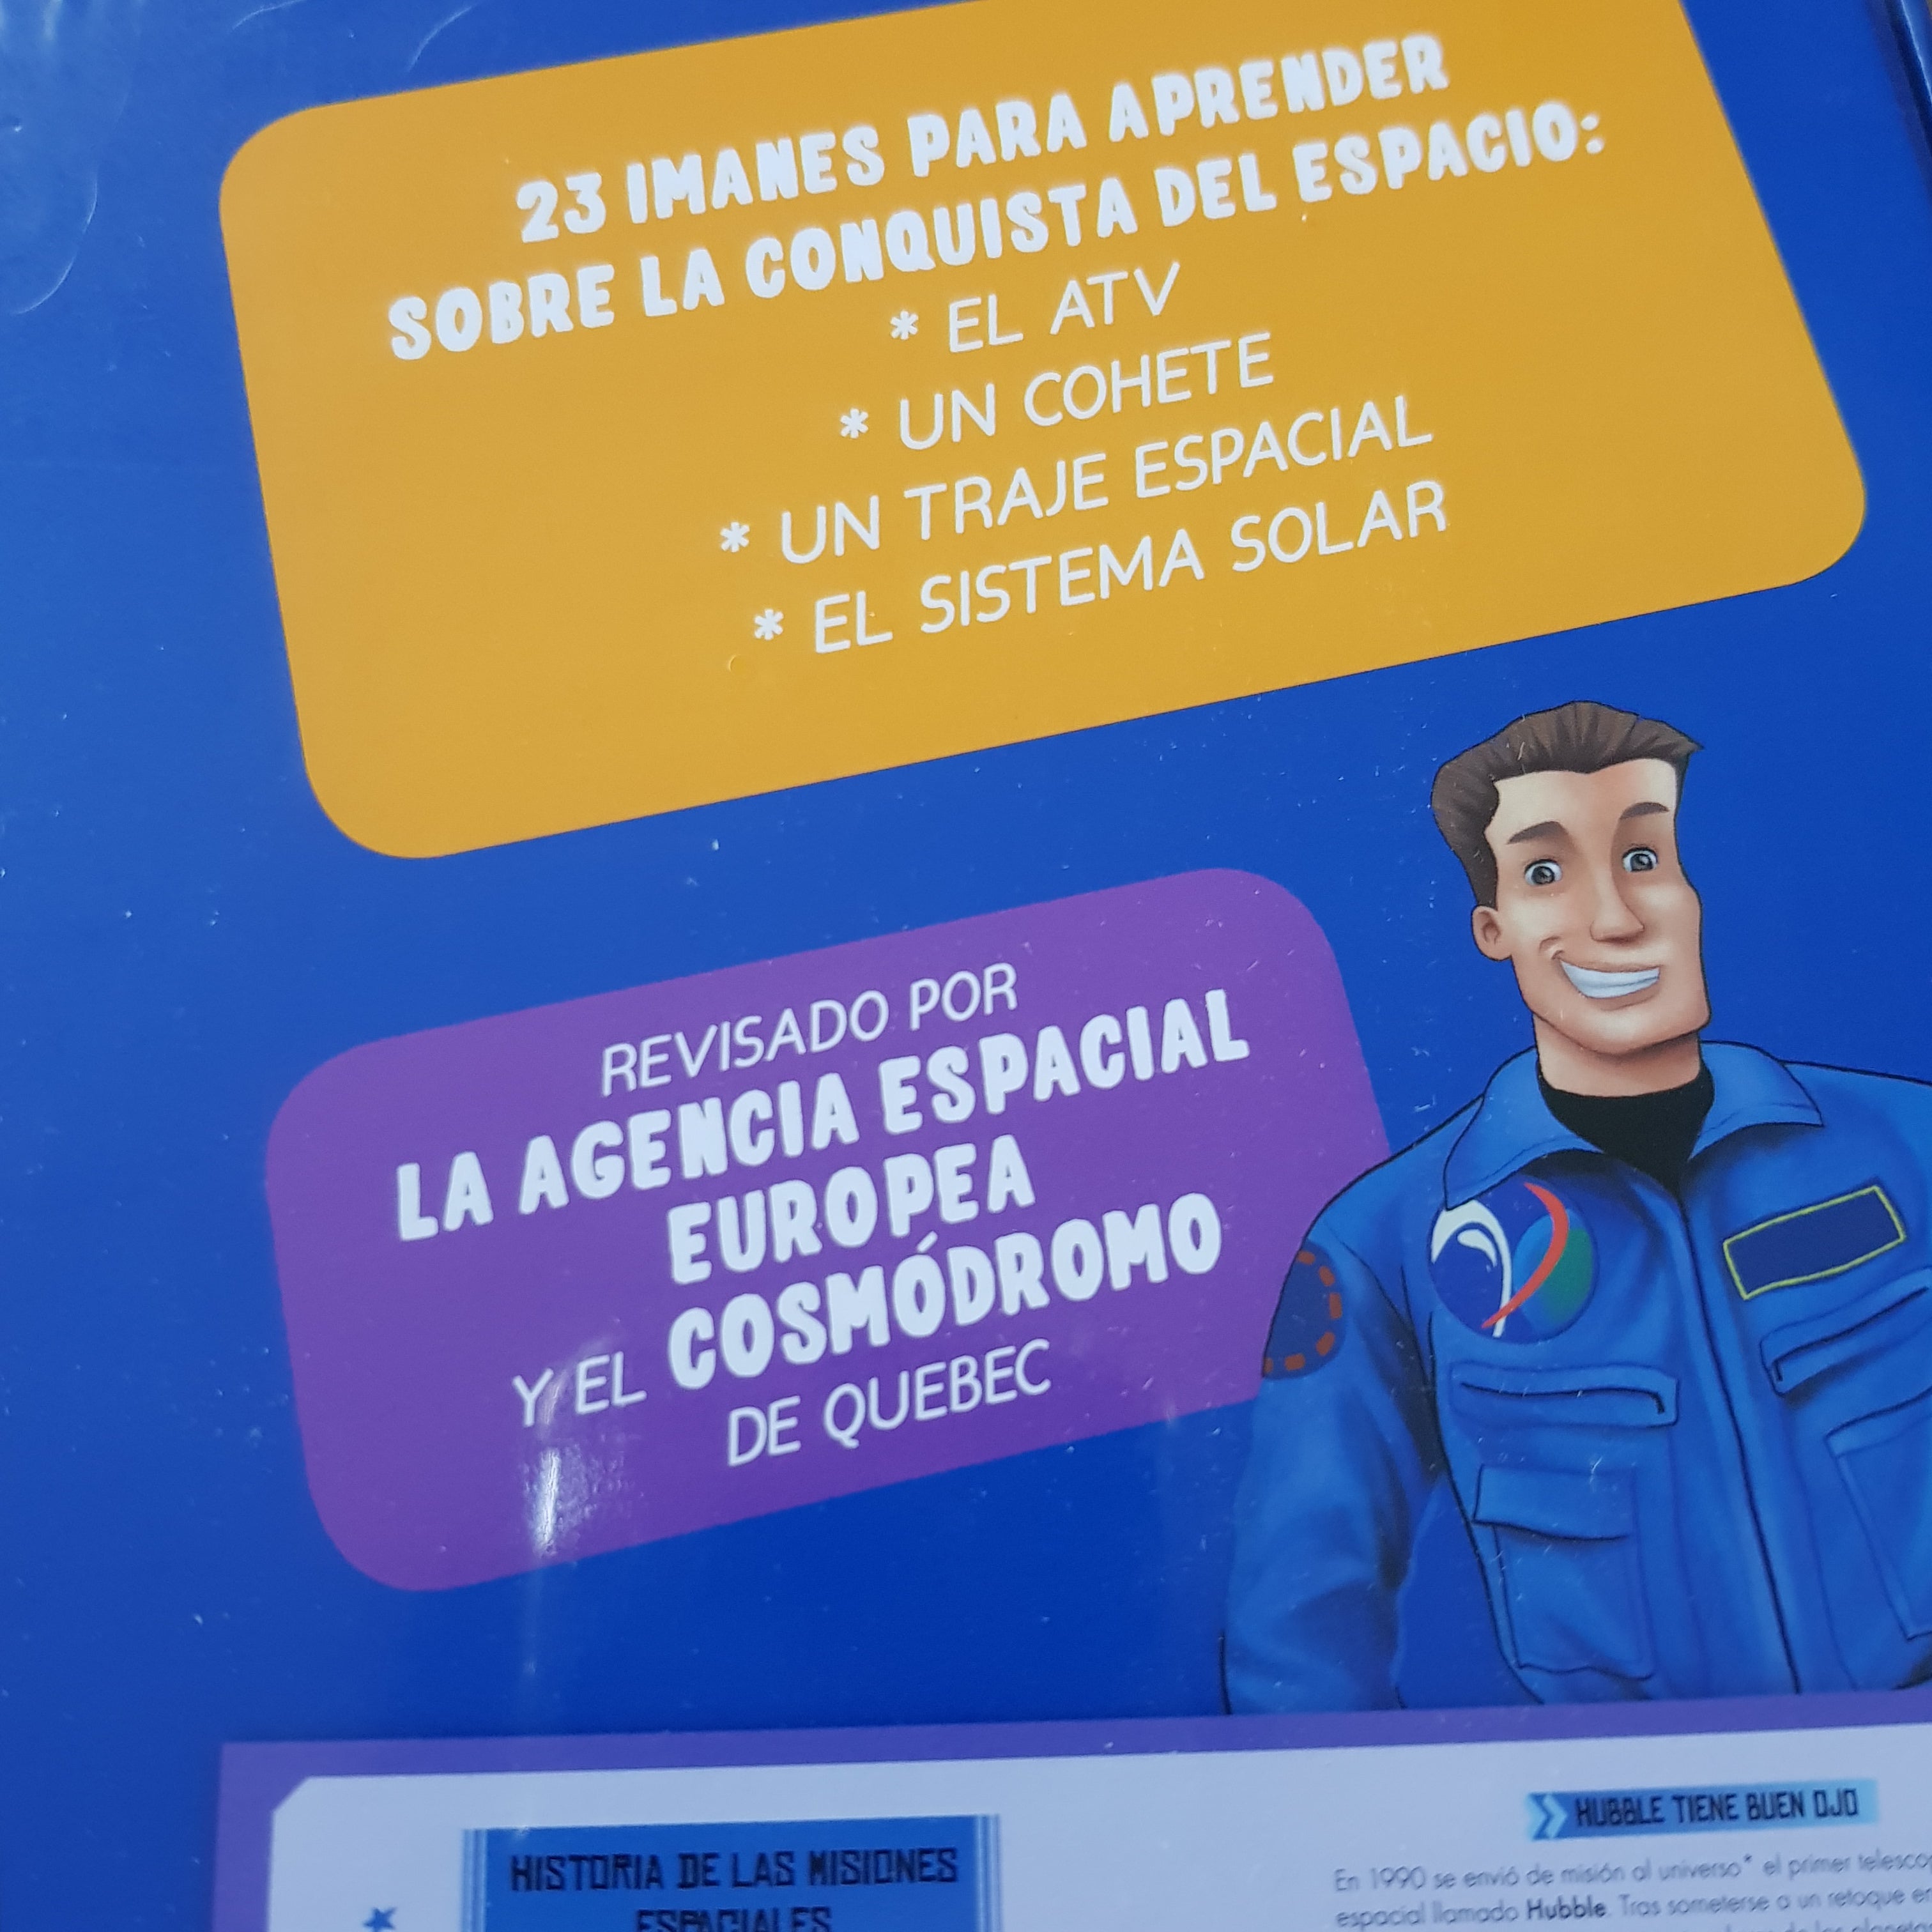 23 IMANES PARA APRENDER
SOBRE LA CONQUISTA DEL ESPACIO:
* EL ATV
* UN COHETE
* UN TRAJE ESPACIAL
* EL SISTEMA SOLAR
REVISADO POR
LA AGENCIA ESPACIAL
EUROPEA
Y EL COSMÓDROMO
DE QUEBEC
HISTORIA DE LAS MISIONES
ESPACIALES
HUBBLE TIENE BUEN OJO
En 1990 se envió de misión al universo* el primer
espacial llamado Hubble. Tras someterse a un retoque en